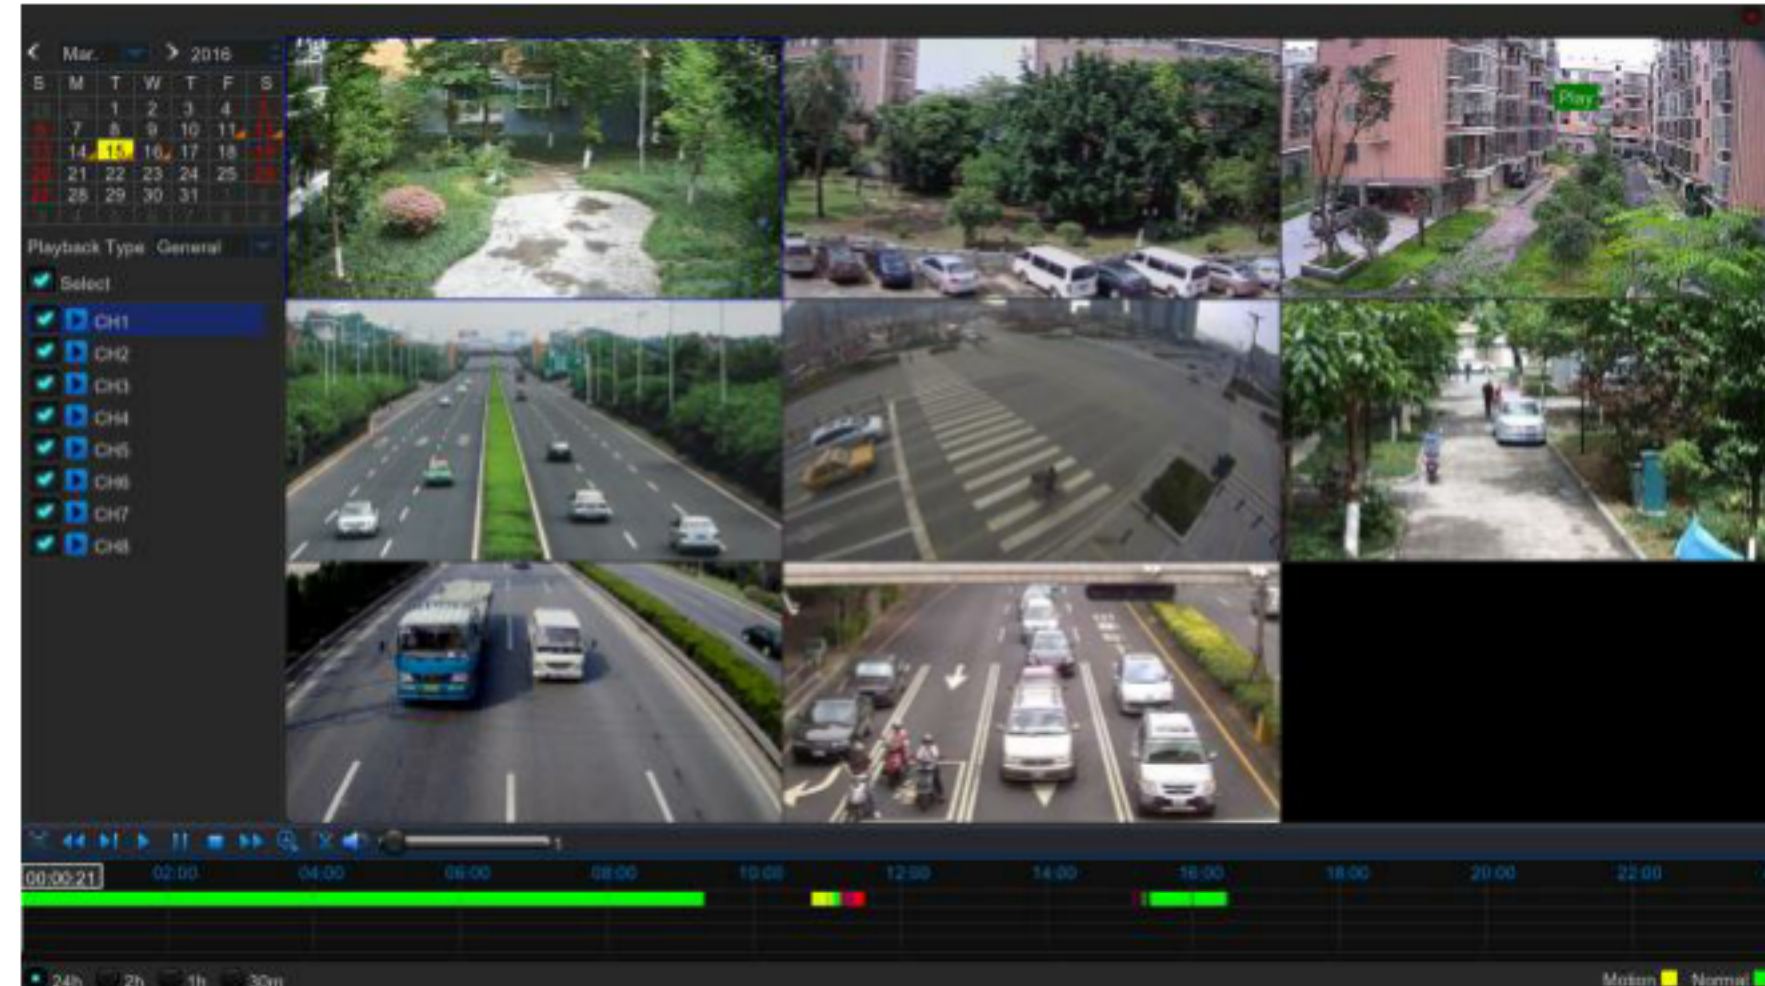 < Mar. > 2016
S M T W T F S
1 2 3 4
7 8 9 10 11
14 15 16 17 18
21 22 23 24 25
28 29 30 31
Playback Type General
Select
CH1
CH2
CH3
CH4
CH5
CH6
CH7
CH8
Play
00:00:21 02:00 04:00 06:00 08:00 10:00 12:00 14:00 16:00 18:00 20:00 22:00
24h 2h 1h 30m
Motion Normal